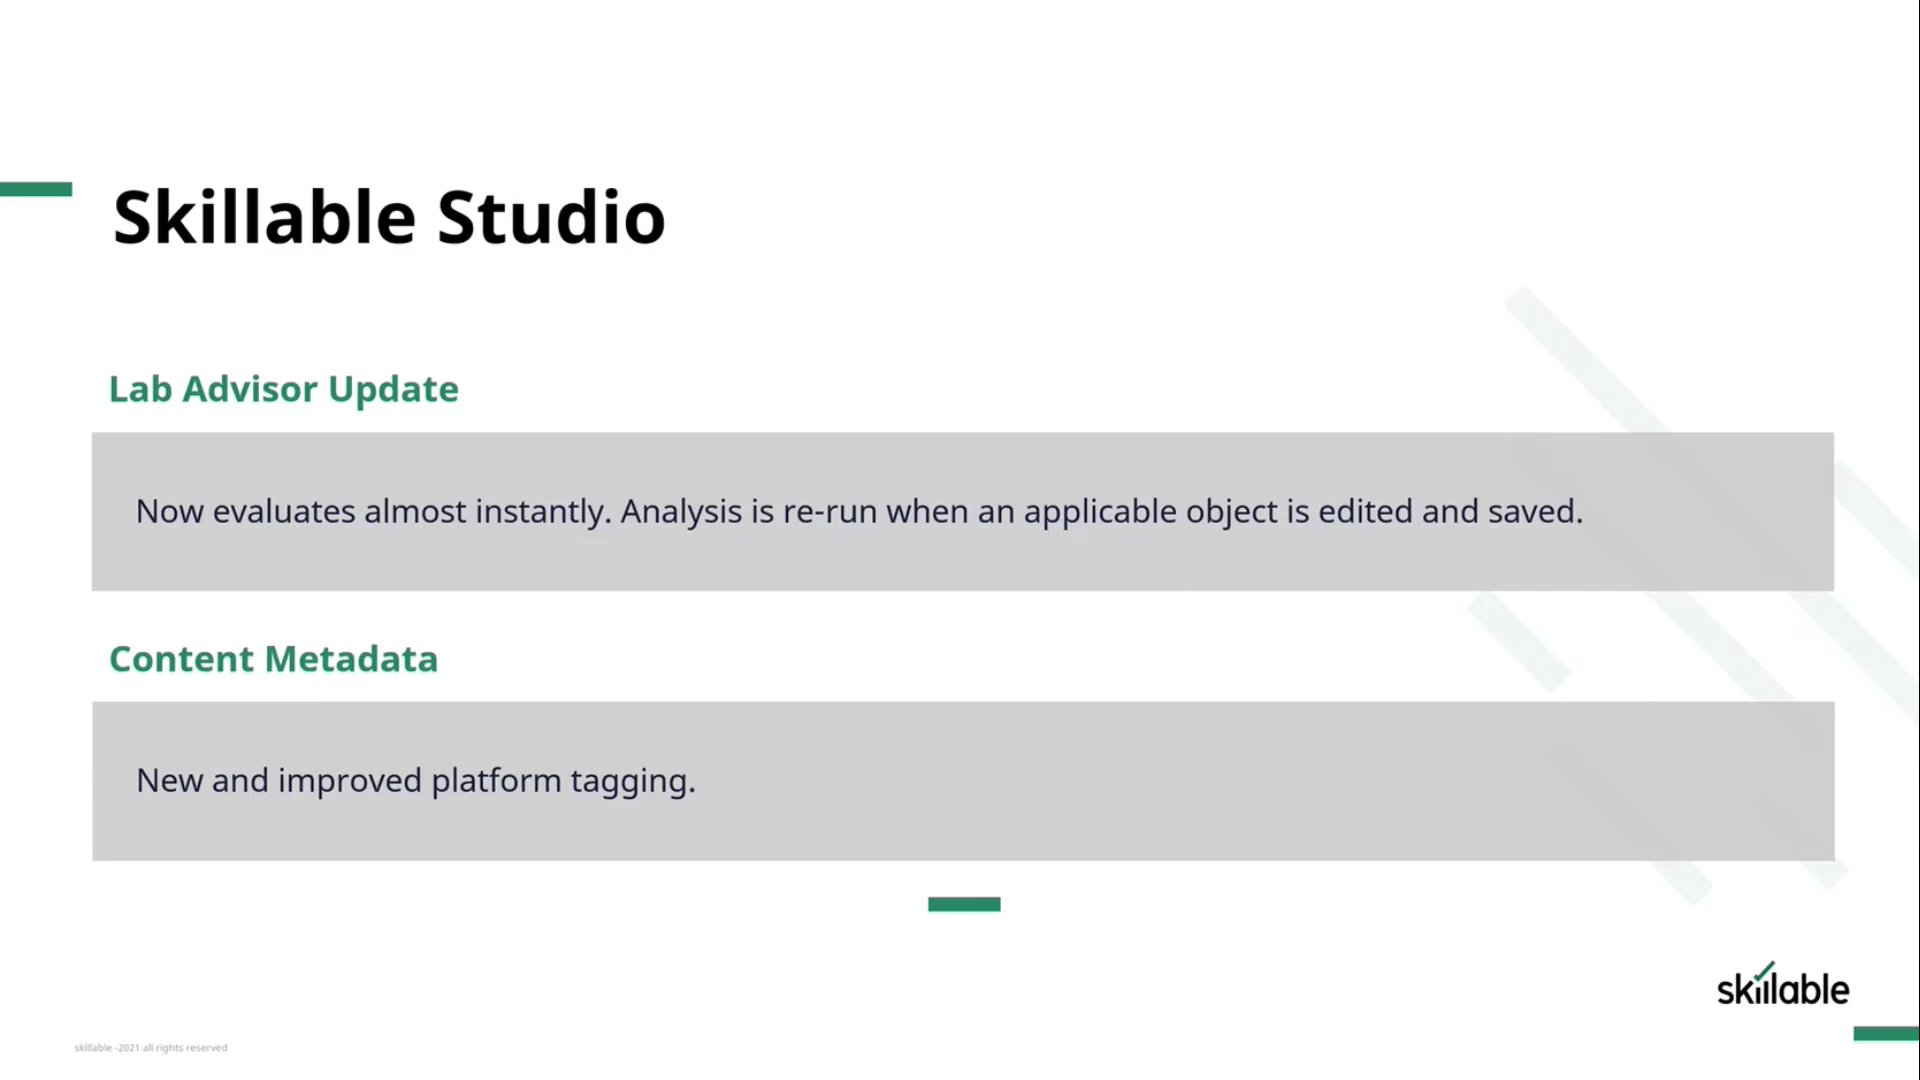 Skillable Studio
Lab Advisor Update
Now evaluates almost instantly. Analysis is re-run when an applicable object is edited and saved.
Content Metadata
New and improved platform tagging.
skillable
skillable -2021 all rights reserved